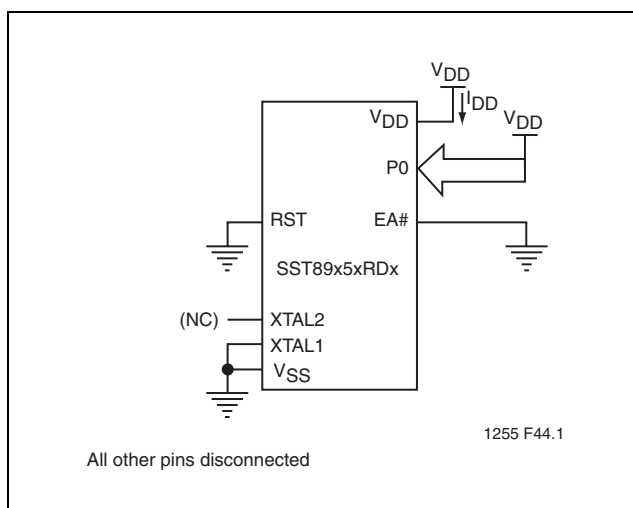 VDD
IDD
VDD
VDD
P0
RST
EA#
SST89x5xRDx
(NC)
XTAL2
XTAL1
VSS
1255 F44.1
All other pins disconnected